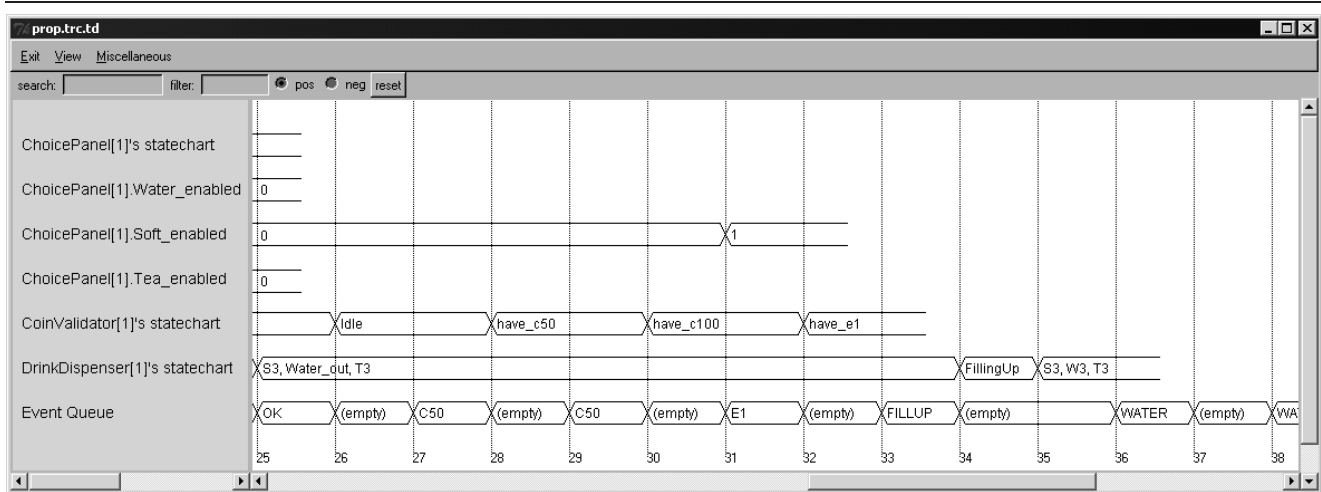 prop.trc.td
Exit View Miscellaneous
search: filter: pos neg reset
ChoicePanel[1]'s statechart
ChoicePanel[1].Water_enabled 0
ChoicePanel[1].Soft_enabled 0 1
ChoicePanel[1].Tea_enabled 0
CoinValidator[1]'s statechart Idle have_c50 have_c100 have_e1
DrinkDispenser[1]'s statechart S3, Water_out, T3 FillingUp S3, W3, T3
Event Queue OK (empty) C50 (empty) C50 (empty) E1 (empty) FILLUP (empty) WATER (empty) WA
25 26 27 28 29 30 31 32 33 34 35 36 37 38